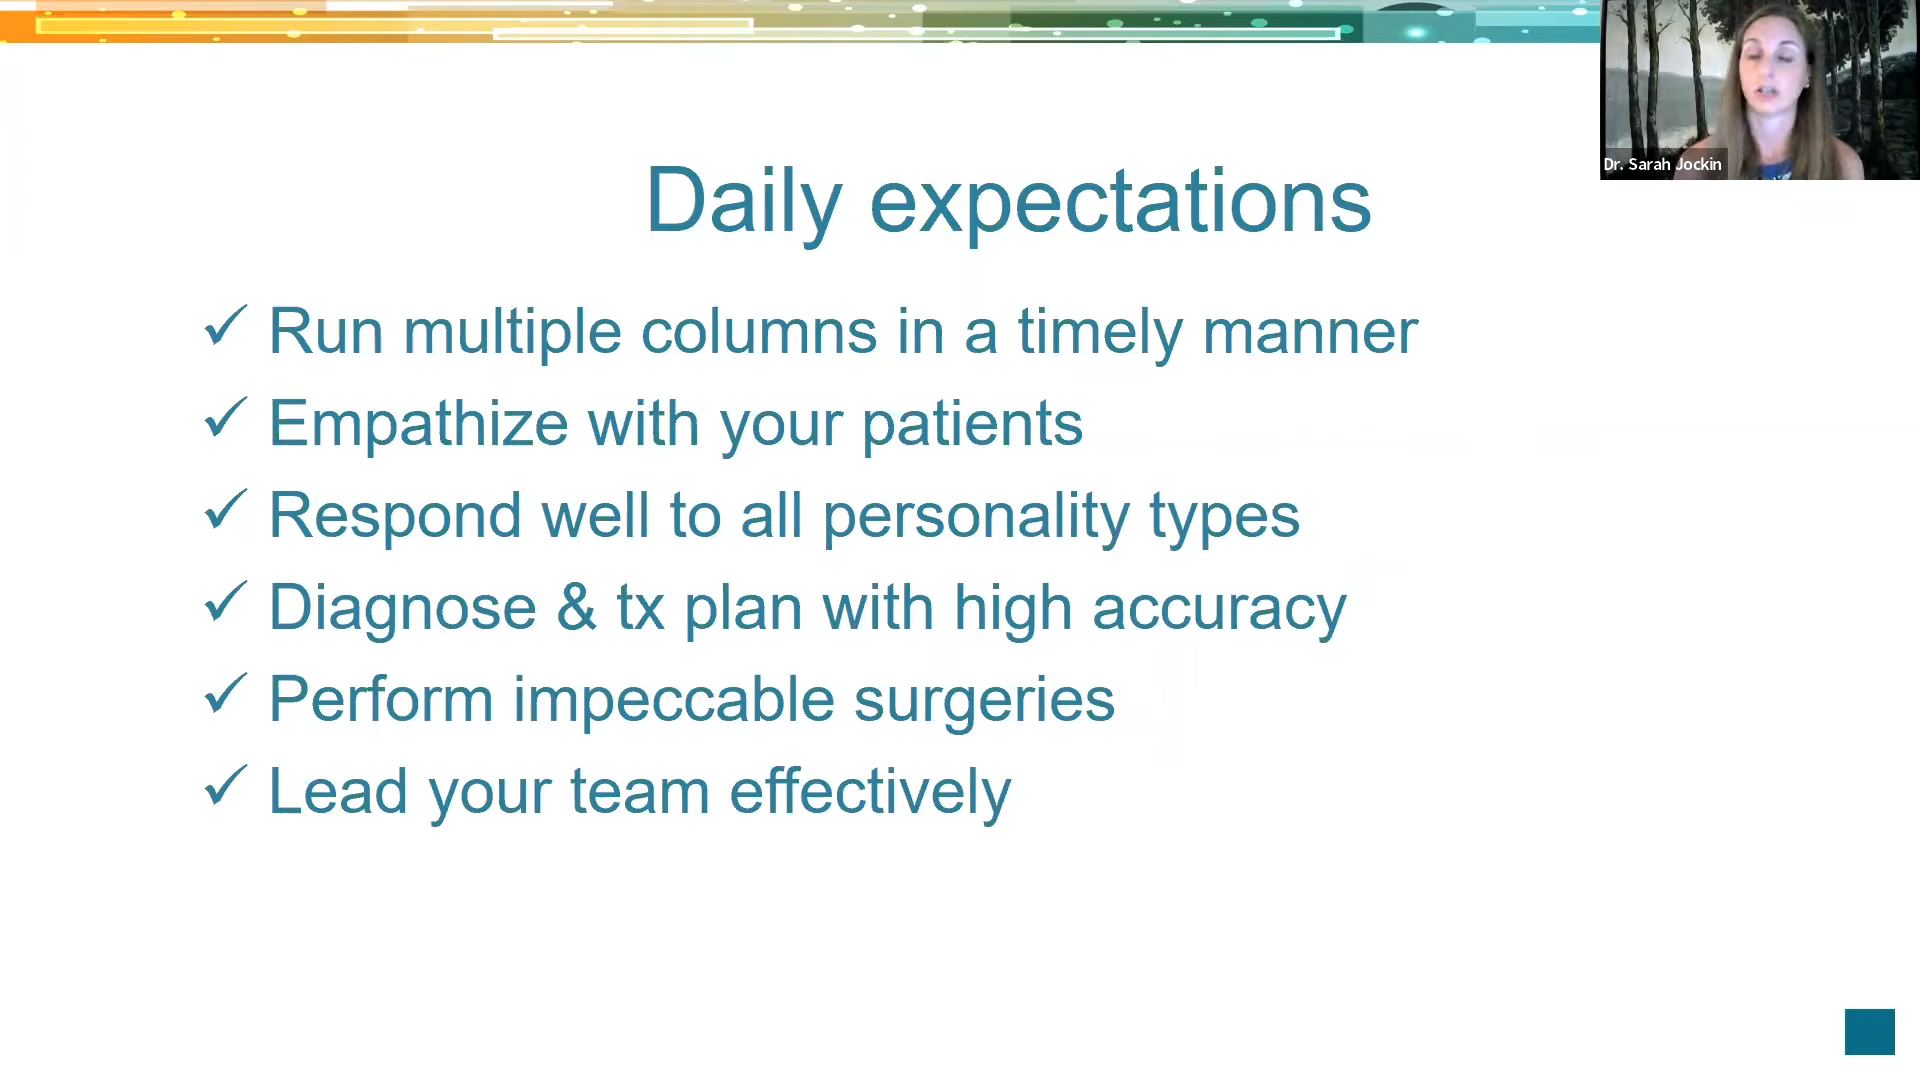 Dr. Sarah Jockin
Daily expectations
✓ Run multiple columns in a timely manner
✓ Empathize with your patients
✓ Respond well to all personality types
✓ Diagnose & tx plan with high accuracy
✓ Perform impeccable surgeries
✓ Lead your team effectively